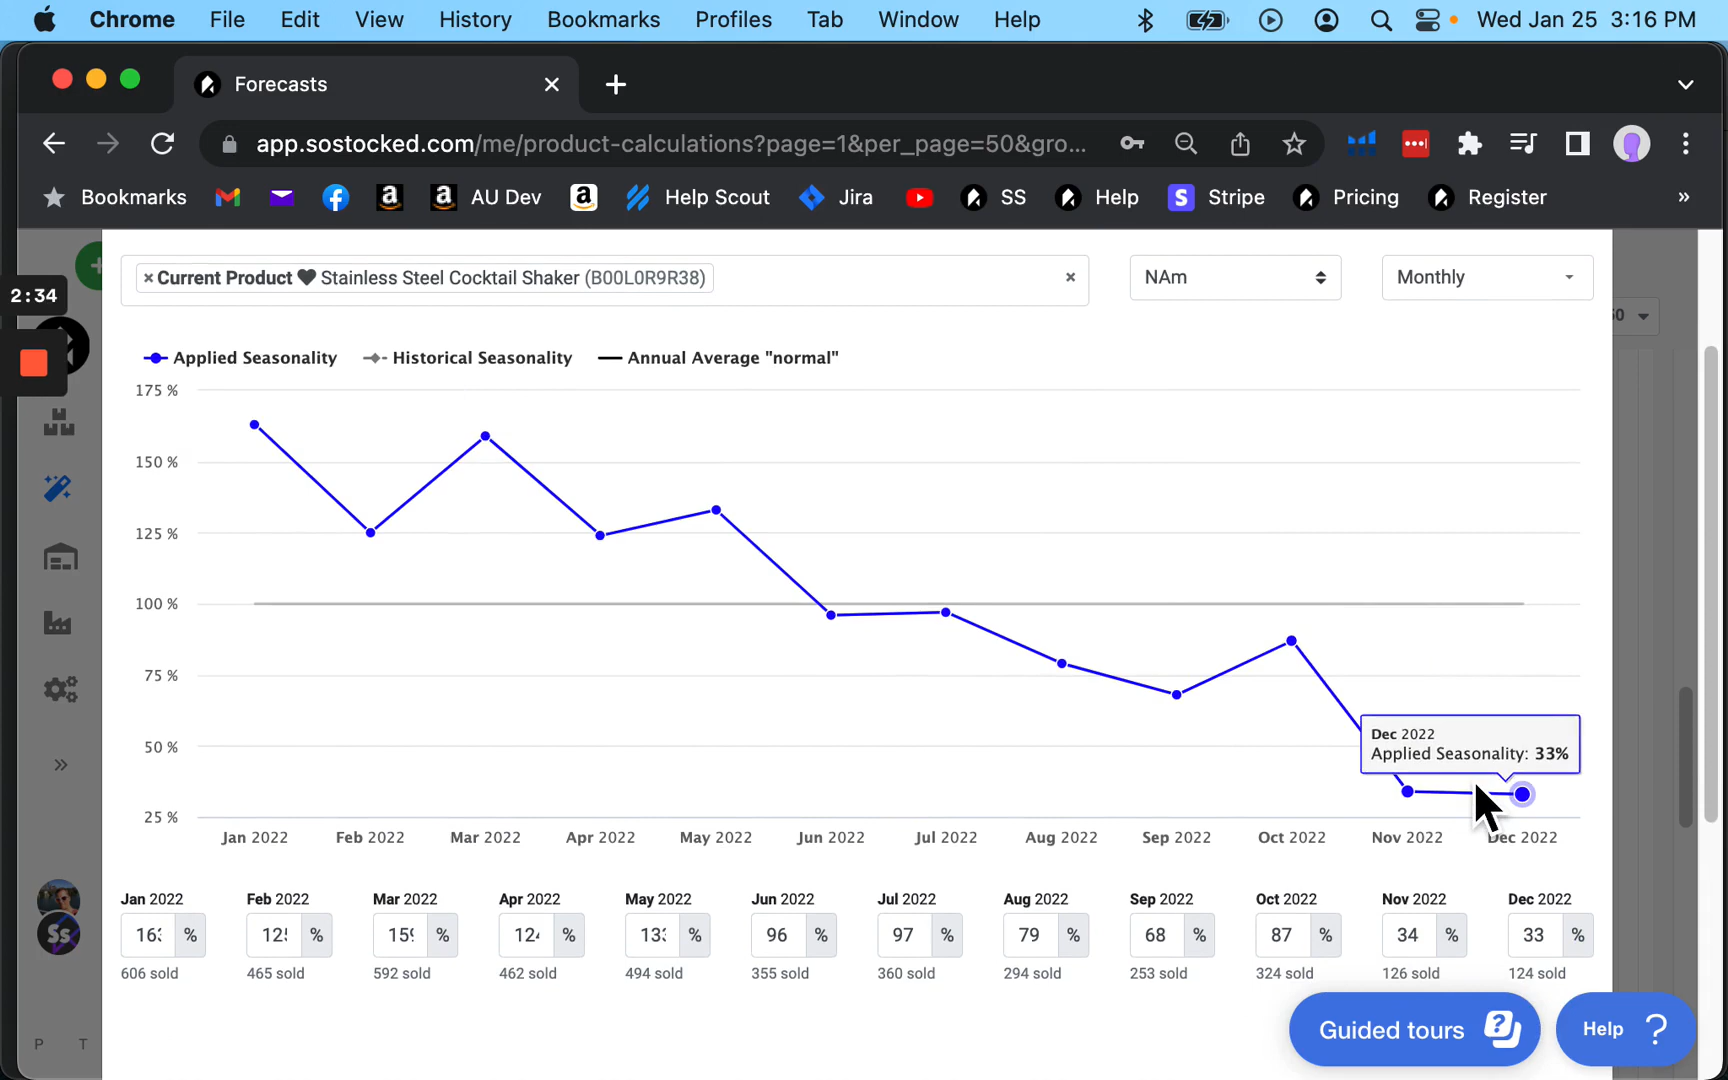 Chrome File Edit View History Bookmarks Profiles Tab Window Help Wed Jan 25 3:16 PM
Forecasts
app.sostocked.com/me/product-calculations?page=1&per_page=50&gro...
Bookmarks AU Dev Help Scout Jira SS Help Stripe Pricing Register »
2:34
× Current Product 🖤 Stainless Steel Cocktail Shaker (B00L0R9R38) ×
NAm
Monthly
Applied Seasonality Historical Seasonality Annual Average "normal"
175 %
150 %
125 %
100 %
75 %
50 %
25 %
Dec 2022
Applied Seasonality: 33%
Jan 2022 Feb 2022 Mar 2022 Apr 2022 May 2022 Jun 2022 Jul 2022 Aug 2022 Sep 2022 Oct 2022 Nov 2022 Dec 2022
Jan 2022 Feb 2022 Mar 2022 Apr 2022 May 2022 Jun 2022 Jul 2022 Aug 2022 Sep 2022 Oct 2022 Nov 2022 Dec 2022
% % % % % 96 % 97 % 79 % 68 % 87 % 34 % 33 %
606 sold 465 sold 592 sold 462 sold 494 sold 355 sold 360 sold 294 sold 253 sold 324 sold 126 sold 124 sold
Ss
Guided tours
Help ?
P T